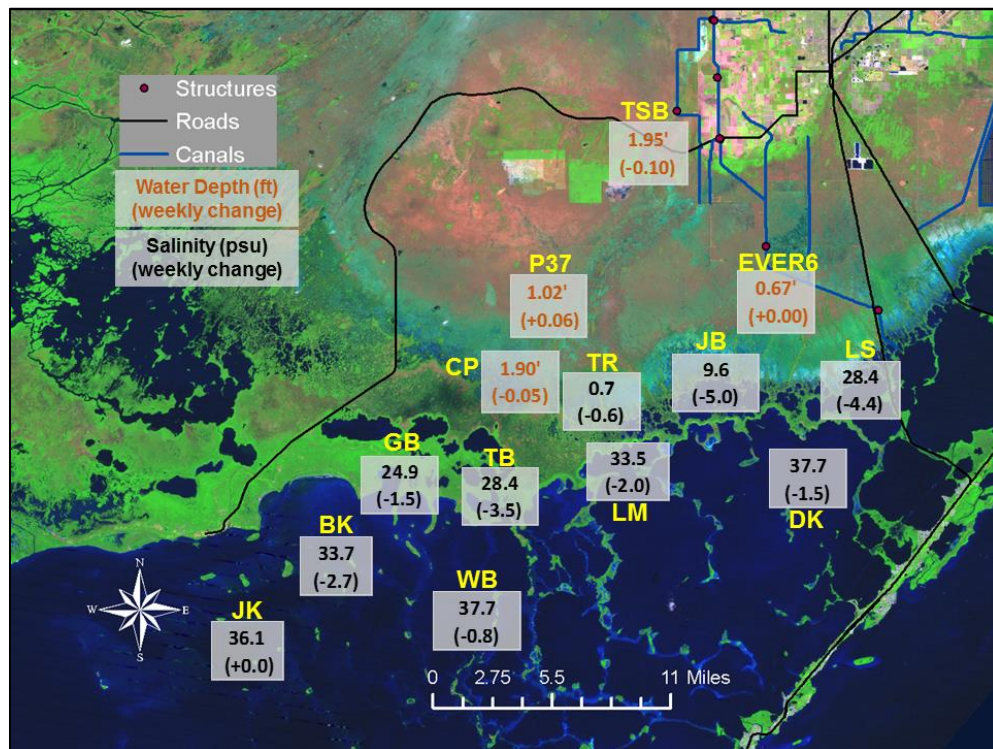 Structures
Roads
Canals
Water Depth (ft)
(weekly change)
Salinity (psu)
(weekly change)
TSB
1.95'
(-0.10)
P37
1.02'
(+0.06)
EVER6
0.67'
(+0.00)
CP
1.90'
(-0.05)
TR
0.7
(-0.6)
JB
9.6
(-5.0)
LS
28.4
(-4.4)
GB
24.9
(-1.5)
TB
28.4
(-3.5)
33.5
(-2.0)
LM
37.7
(-1.5)
DK
BK
33.7
(-2.7)
WB
37.7
(-0.8)
JK
36.1
(+0.0)
N
W E
S
0 2.75 5.5 11 Miles